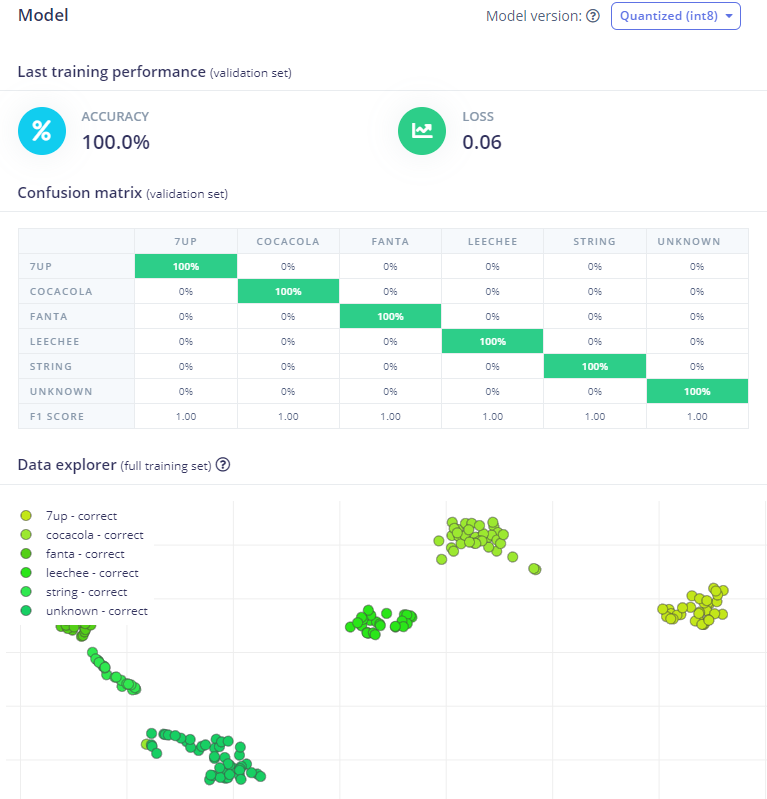 Model
Model version: Quantized (int8)
Last training performance (validation set)
% ACCURACY
100.0%
LOSS
0.06
Confusion matrix (validation set)
7UP COCACOLA FANTA LEECHEE STRING UNKNOWN
7UP 100% 0% 0% 0% 0% 0%
COCACOLA 0% 100% 0% 0% 0% 0%
FANTA 0% 0% 100% 0% 0% 0%
LEECHEE 0% 0% 0% 100% 0% 0%
STRING 0% 0% 0% 0% 100% 0%
UNKNOWN 0% 0% 0% 0% 0% 100%
F1 SCORE 1.00 1.00 1.00 1.00 1.00 1.00
Data explorer (full training set)
7up - correct
cocacola - correct
fanta - correct
leechee - correct
string - correct
unknown - correct